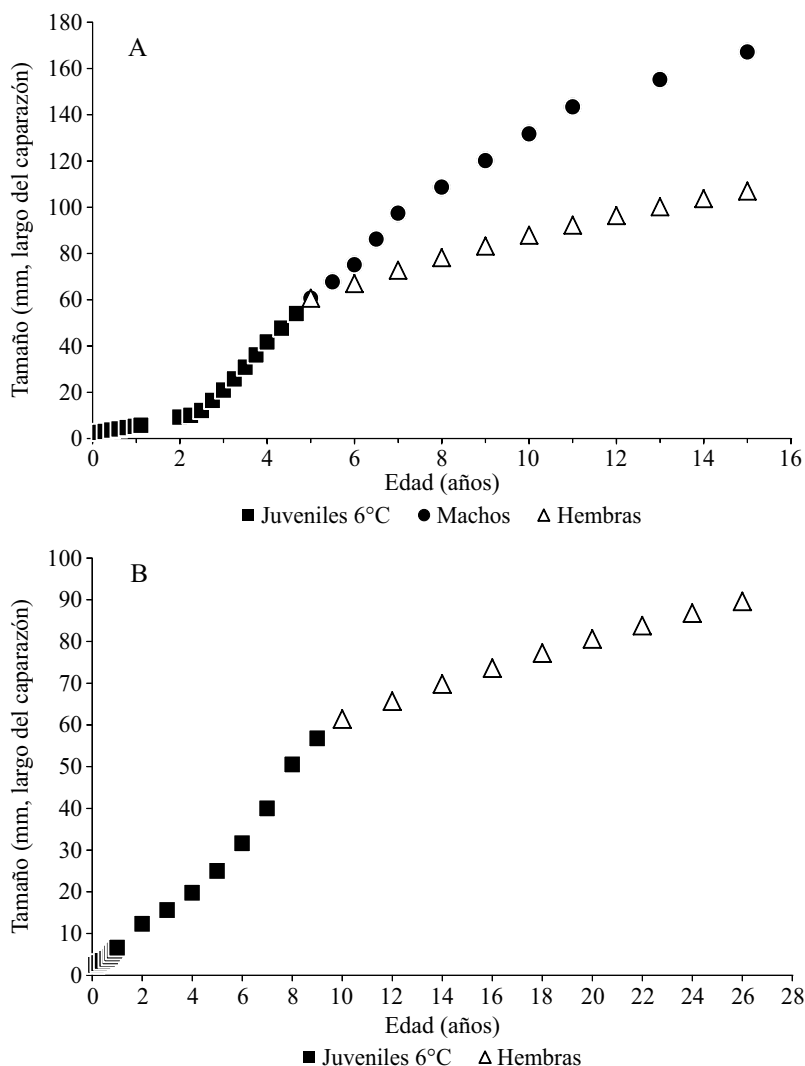 A
Tamaño (mm, largo del caparazón)
180
160
140
120
100
80
60
40
20
0
0 2 4 6 8 10 12 14 16
Edad (años)
Juveniles 6°C Machos Hembras
B
Tamaño (mm, largo del caparazón)
100
90
80
70
60
50
40
30
20
10
0
0 2 4 6 8 10 12 14 16 18 20 22 24 26 28
Edad (años)
Juveniles 6°C Hembras